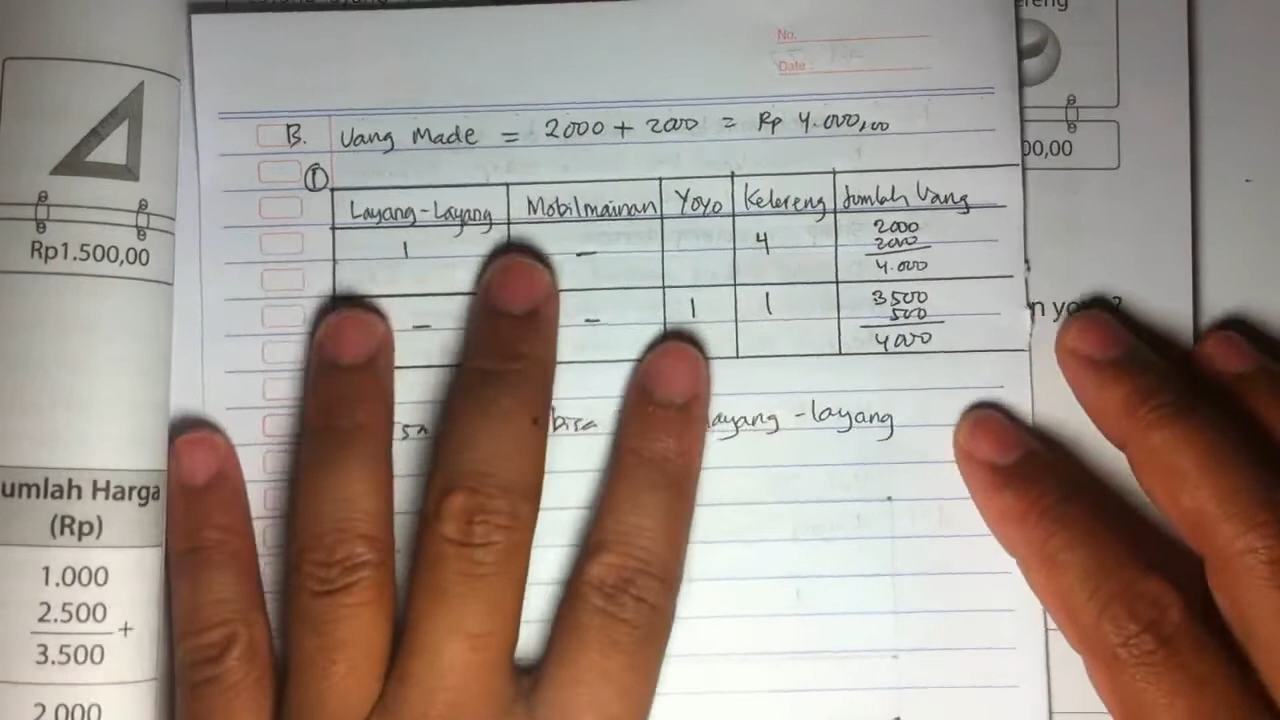 No.
Date :
B. Uang Made = 2000 + 2000 = Rp 4.000,00
1
Layang-Layang Mobilmainan Yoyo Kelereng Jumlah Uang
1 - 4 2000
2000
4.000
- - 1 1 3500
500
4000
bisa layang-layang
Rp1.500,00
umlah Harga
(Rp)
1.000
2.500
+
3.500
2.000
00,00